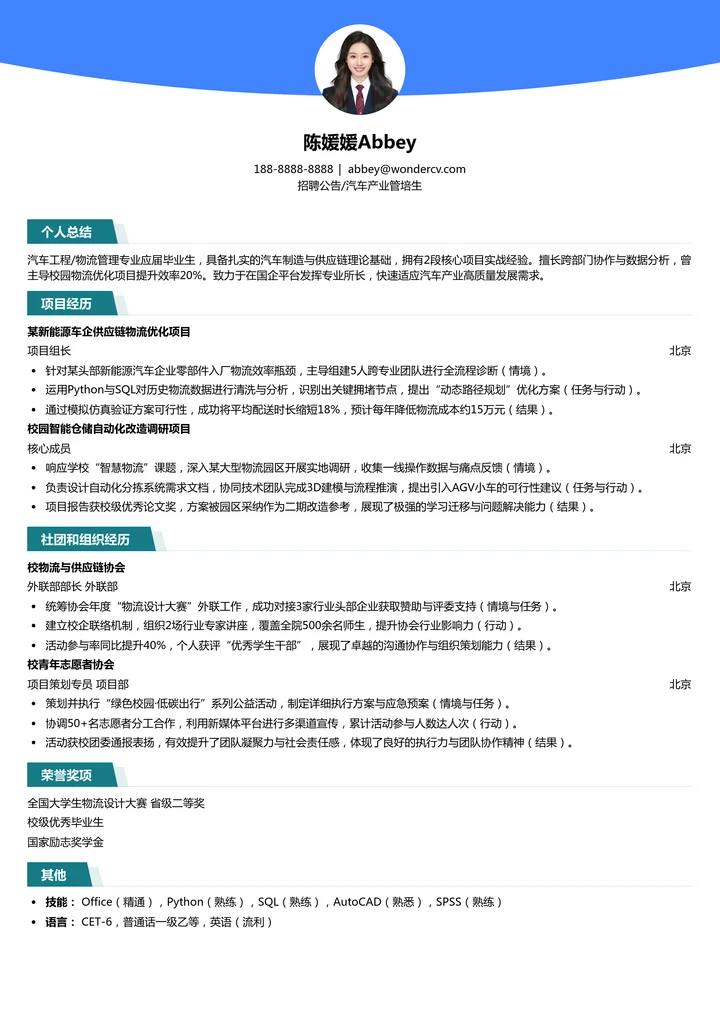 陈媛媛Abbey
188-8888-8888 | abbey@wondercv.com
招聘公告/汽车产业管培生
个人总结
汽车工程/物流管理专业应届毕业生，具备扎实的汽车制造与供应链理论基础，拥有2段核心项目实战经验。擅长跨部门协作与数据分析，曾
主导校园物流优化项目提升效率20%。致力于在国企平台发挥专业所长，快速适应汽车产业高质量发展需求。
项目经历
某新能源车企供应链物流优化项目
项目组长 北京
• 针对某头部新能源汽车企业零部件入厂物流效率瓶颈，主导组建5人跨专业团队进行全流程诊断（情境）。
• 运用Python与SQL对历史物流数据进行清洗与分析，识别出关键拥堵节点，提出“动态路径规划”优化方案（任务与行动）。
• 通过模拟仿真验证方案可行性，成功将平均配送时长缩短18%，预计每年降低物流成本约15万元（结果）。
校园智能仓储自动化改造调研项目
核心成员 北京
• 响应学校“智慧物流”课题，深入某大型物流园区开展实地调研，收集一线操作数据与痛点反馈（情境）。
• 负责设计自动化分拣系统需求文档，协同技术团队完成3D建模与流程推演，提出引入AGV小车的可行性建议（任务与行动）。
• 项目报告获校级优秀论文奖，方案被园区采纳作为二期改造参考，展现了极强的学习迁移与问题解决能力（结果）。
社团和组织经历
校物流与供应链协会
外联部部长 外联部 北京
• 统筹协会年度“物流设计大赛”外联工作，成功对接3家行业头部企业获取赞助与评委支持（情境与任务）。
• 建立校企联络机制，组织2场行业专家讲座，覆盖全院500余名师生，提升协会行业影响力（行动）。
• 活动参与率同比提升40%，个人获评“优秀学生干部”，展现了卓越的沟通协作与组织策划能力（结果）。
校青年志愿者协会
项目策划专员 项目部 北京
• 策划并执行“绿色校园·低碳出行”系列公益活动，制定详细执行方案与应急预案（情境与任务）。
• 协调50+名志愿者分工合作，利用新媒体平台进行多渠道宣传，累计活动参与人数达人次（行动）。
• 活动获校团委通报表扬，有效提升了团队凝聚力与社会责任感，体现了良好的执行力与团队协作精神（结果）。
荣誉奖项
全国大学生物流设计大赛 省级二等奖
校级优秀毕业生
国家励志奖学金
其他
• 技能： Office（精通），Python（熟练），SQL（熟练），AutoCAD（熟悉），SPSS（熟练）
• 语言： CET-6，普通话一级乙等，英语（流利）